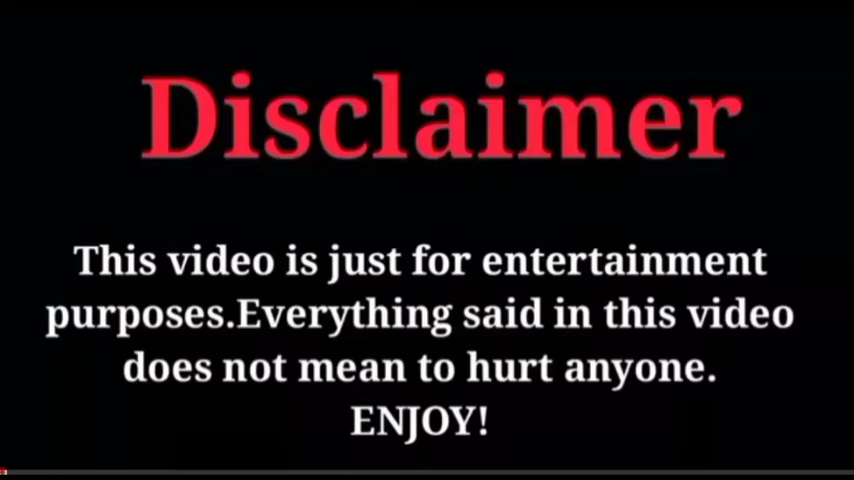 Disclaimer
This video is just for entertainment
purposes.Everything said in this video
does not mean to hurt anyone.
ENJOY!